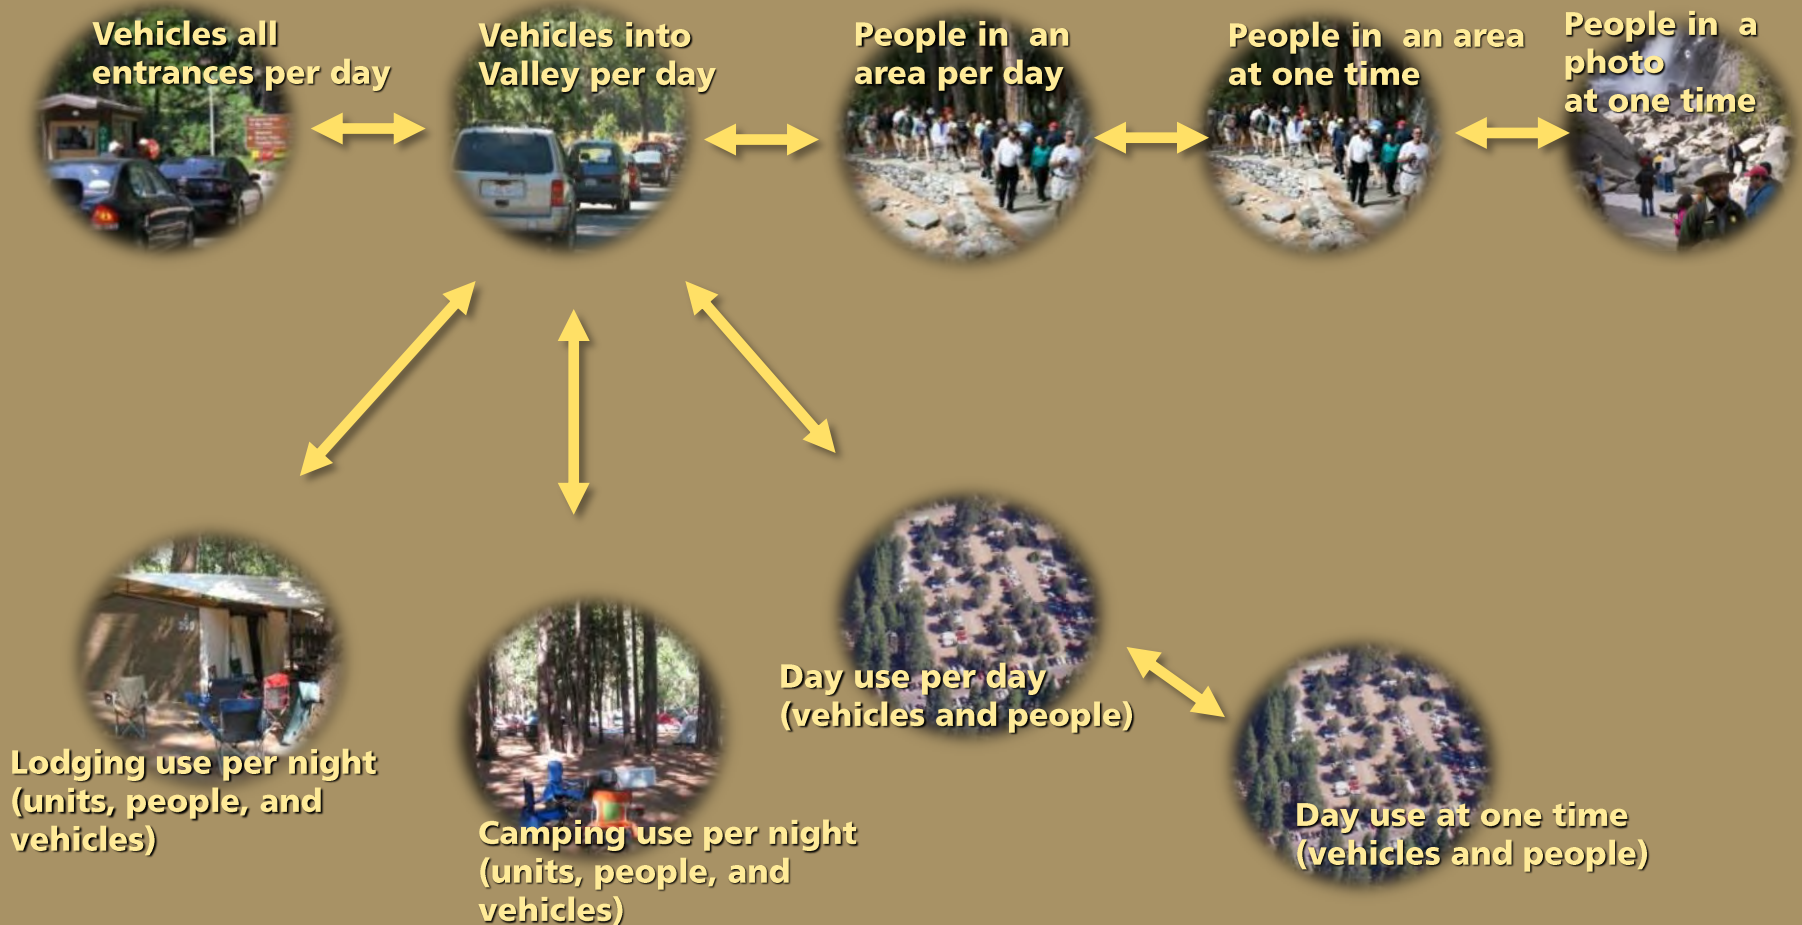 Vehicles all
entrances per day
Vehicles into
Valley per day
People in an
area per day
People in an area
at one time
People in a
photo
at one time
Lodging use per night
(units, people, and
vehicles)
Camping use per night
(units, people, and
vehicles)
Day use per day
(vehicles and people)
Day use at one time
(vehicles and people)